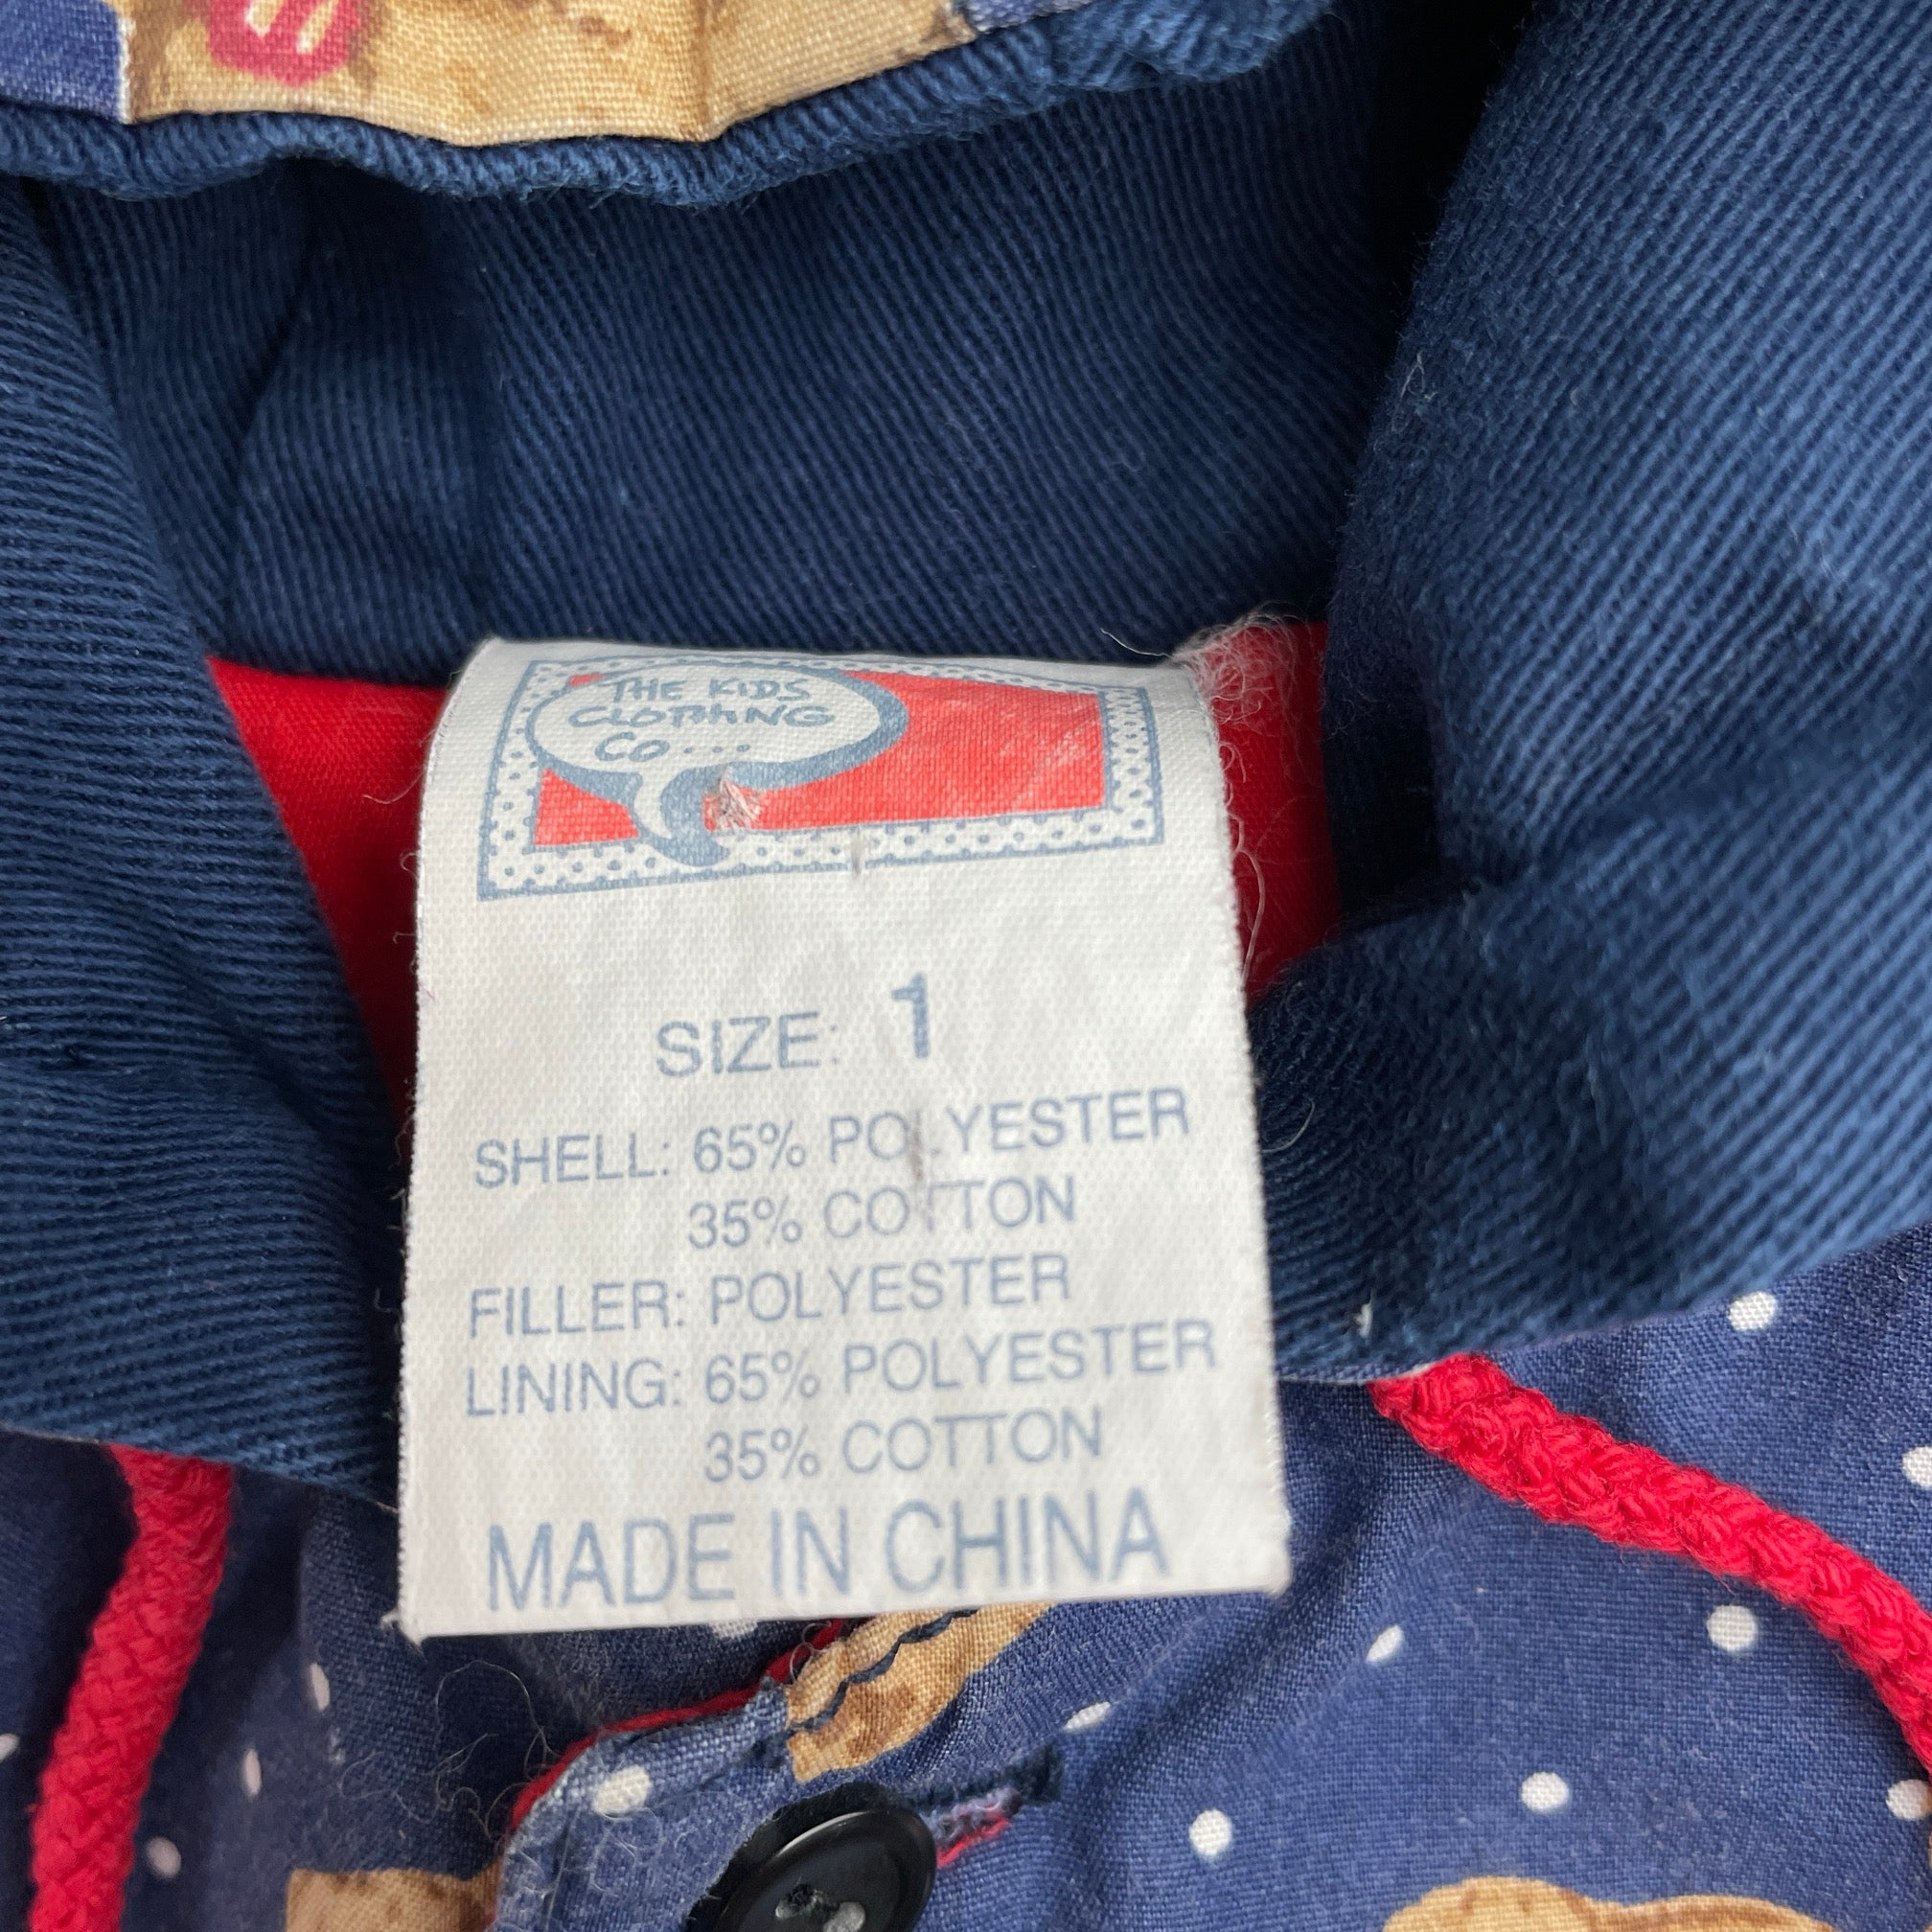 THE KIDS
CLOTHING
CO...
SIZE: 1
SHELL: 65% POLYESTER
35% COTTON
FILLER: POLYESTER
LINING: 65% POLYESTER
35% COTTON
MADE IN CHINA